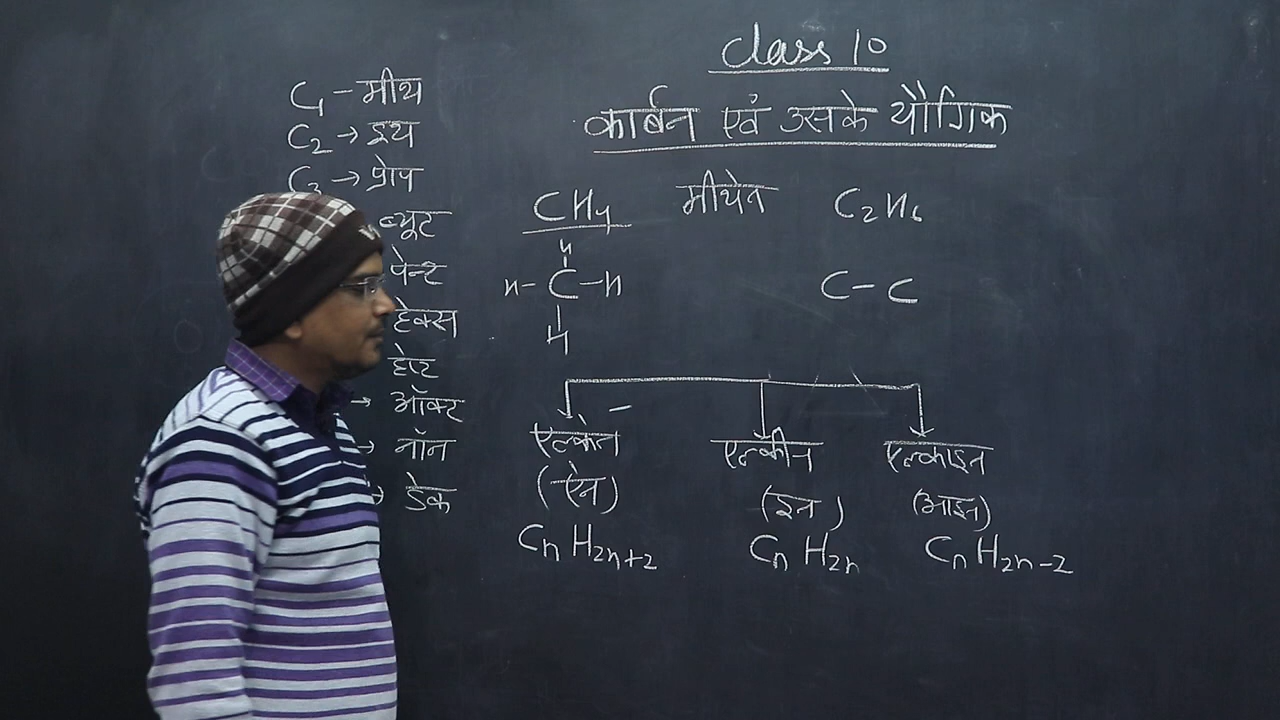 Class 10
कार्बन एवं उसके यौगिक
C1 - मीथ
C2 → इथ
C3 → प्रोप
ब्यूट
पेन्ट
हेक्स
हेप्ट
→ ऑक्ट
→ नॉन
→ डेक
CH4 मीथेन C2H6
H
H - C - H C - C
H
एल्केन एल्कीन एल्काइन
(ऐन) (इन) (आइन)
CnH2n+2 CnH2n CnH2n-2